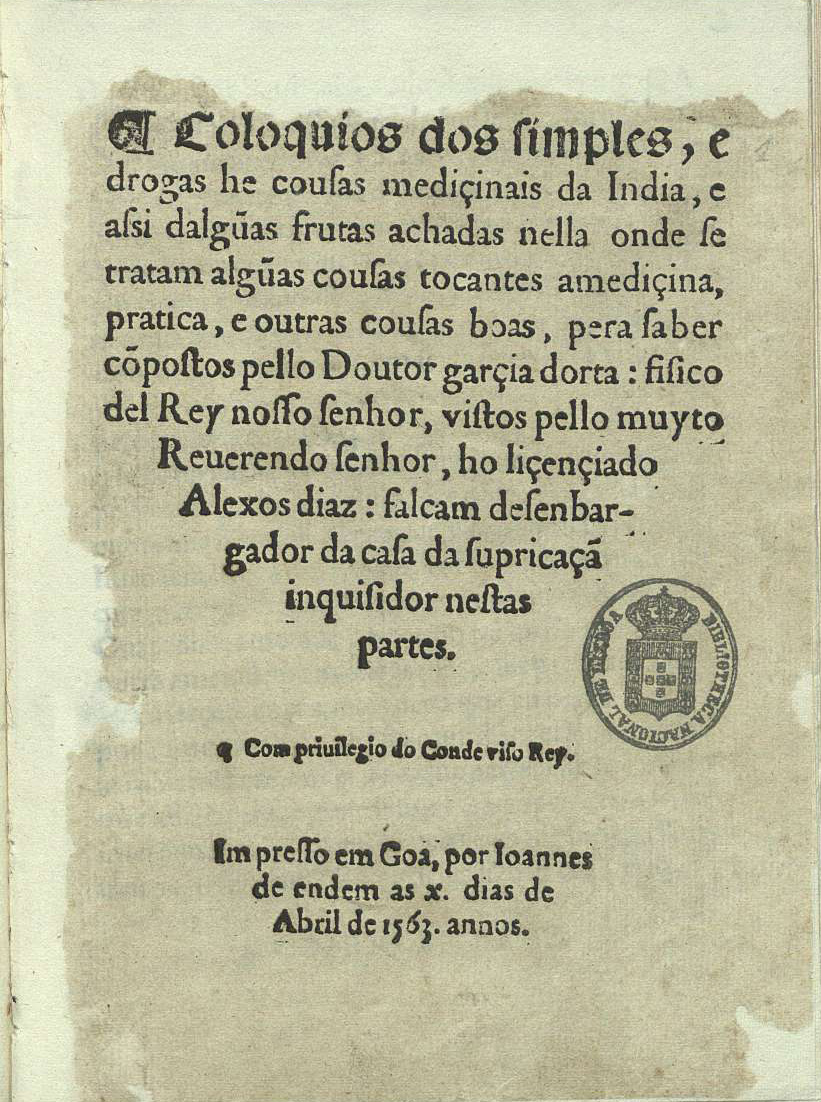 ¶ Coloquios dos ſimples, e
drogas he couſas mediçinais da India, e
aſsi dalgũas frutas achadas nella onde ſe
tratam algũas couſas tocantes amediçina,
pratica, e outras couſas boas, pera ſaber
cõpoſtos pello Doutor garçia dorta : fiſico
del Rey noſſo ſenhor, viſtos pello muyto
Reuerendo ſenhor, ho liçençiado
Alexos diaz : falcam deſenbar-
gador da caſa da ſupricaçã
inquiſidor neſtas
partes.
BIBLIOTHECA NACIONAL DE LISBOA
¶ Com priuilegio do Conde viſo Rey.
Im preſſo em Goa, por Ioannes
de endem as x. dias de
Abril de 1563. annos.
1